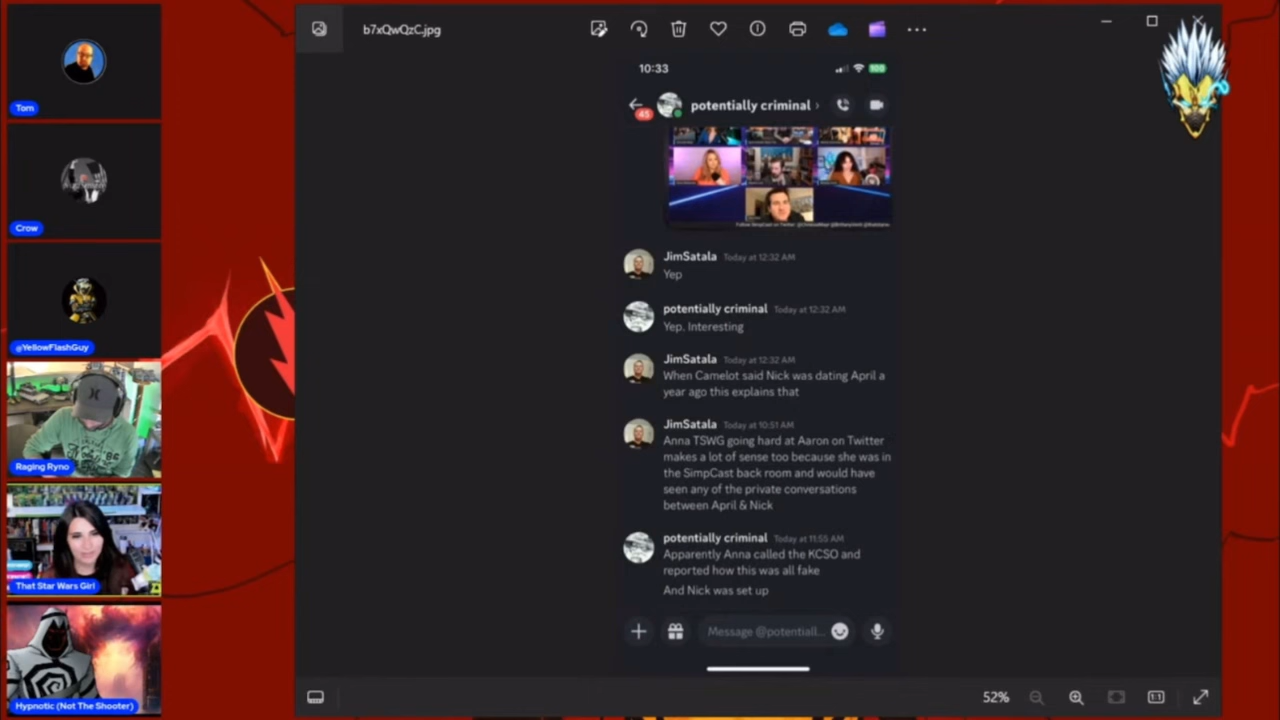 b7xQwQzC.jpg
Tom
Crow
@YellowFlashGuy
Raging Ryno
That Star Wars Girl
Hypnotic (Not The Shooter)
10:33
100
45
potentially criminal
JimSatala Today at 12:32 AM
Yep
potentially criminal Today at 12:32 AM
Yep. Interesting
JimSatala Today at 12:32 AM
When Camelot said Nick was dating April a
year ago this explains that
JimSatala Today at 10:51 AM
Anna TSWG going hard at Aaron on Twitter
makes a lot of sense too because she was in
the SimpCast back room and would have
seen any of the private conversations
between April & Nick
potentially criminal Today at 11:55 AM
Apparently Anna called the KCSO and
reported how this was all fake
And Nick was set up
Message @potentiall...
52%
1:1